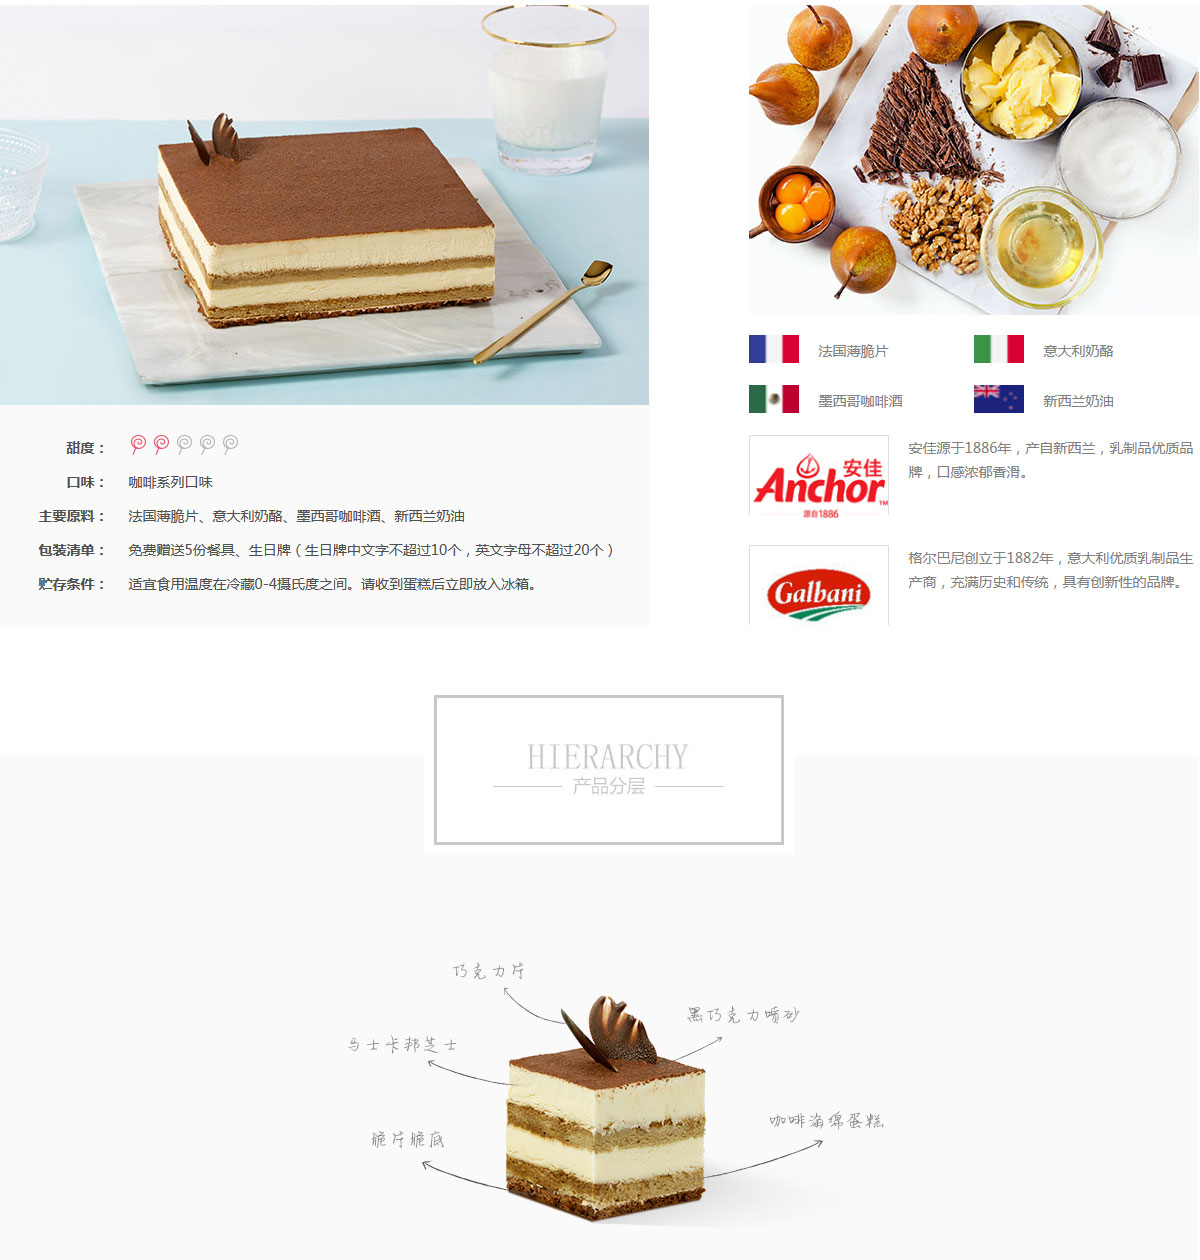 甜度：
口味： 咖啡系列口味
主要原料： 法国薄脆片、意大利奶酪、墨西哥咖啡酒、新西兰奶油
包装清单： 免费赠送5份餐具、生日牌（生日牌中文字不超过10个，英文字母不超过20个）
贮存条件： 适宜食用温度在冷藏0-4摄氏度之间。请收到蛋糕后立即放入冰箱。
法国薄脆片
意大利奶酪
墨西哥咖啡酒
新西兰奶油
安佳
Anchor™
源自1886
安佳源于1886年，产自新西兰，乳制品优质品
牌，口感浓郁香滑。
Galbani
格尔巴尼创立于1882年，意大利优质乳制品生
产商，充满历史和传统，具有创新性的品牌。
HIERARCHY
产品分层
巧克力片
黑巧克力喷砂
马士卡邦芝士
咖啡海绵蛋糕
脆片脆底